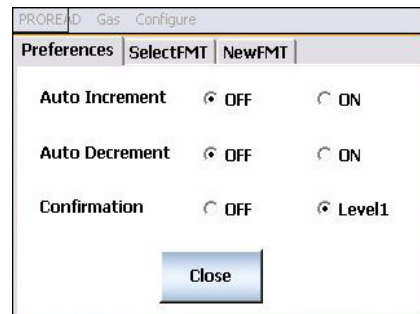 PROREAD Gas Configure
Preferences SelectFMT NewFMT
Auto Increment OFF ON
Auto Decrement OFF ON
Confirmation OFF Level1
Close